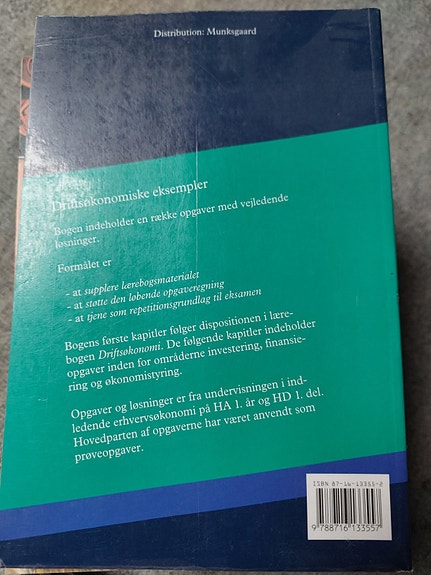 Distribution: Munksgaard
Driftsøkonomiske eksempler
Bogen indeholder en række opgaver med vejledende
løsninger.
Formålet er
- at supplere lærebogsmaterialet
- at støtte den løbende opgaveregning
- at tjene som repetitionsgrundlag til eksamen
Bogens første kapitler følger dispositionen i lære-
bogen Driftsøkonomi. De følgende kapitler indeholder
opgaver inden for områderne investering, finansie-
ring og økonomistyring.
Opgaver og løsninger er fra undervisningen i ind-
ledende erhvervsøkonomi på HA 1. år og HD 1. del.
Hovedparten af opgaverne har været anvendt som
prøveopgaver.
ISBN 87-16-13355-2
9 788716 133557